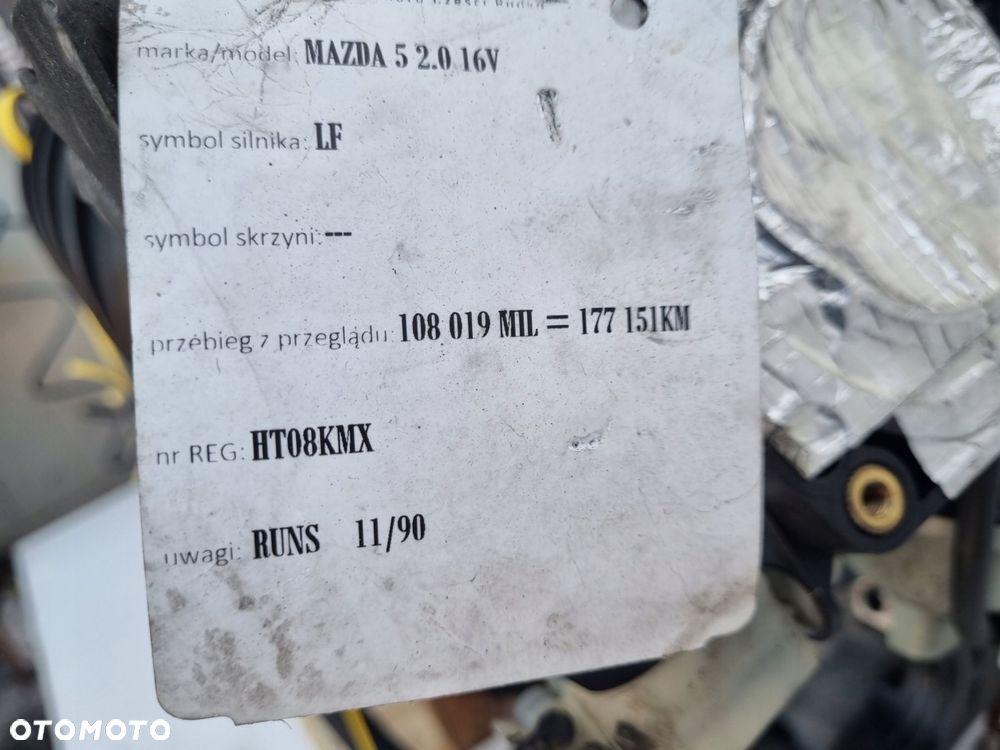 marka/model: MAZDA 5 2.0 16V
symbol silnika: LF
symbol skrzyni: ---
przebieg z przeglądu: 108 019 MIL = 177 151KM
nr REG: HT08KMX
uwagi: RUNS 11/90
OTOMOTO